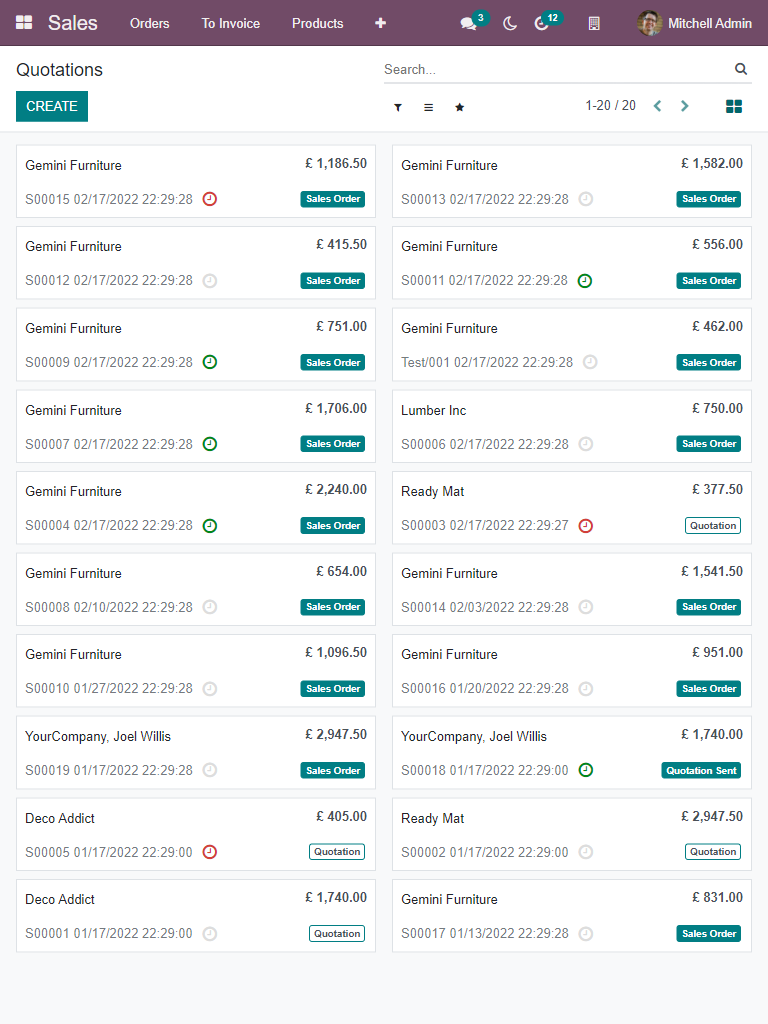 Sales Orders To Invoice Products 3 12 Mitchell Admin
Quotations Search...
CREATE 1-20 / 20
Gemini Furniture £ 1,186.50
S00015 02/17/2022 22:29:28 Sales Order
Gemini Furniture £ 1,582.00
S00013 02/17/2022 22:29:28 Sales Order
Gemini Furniture £ 415.50
S00012 02/17/2022 22:29:28 Sales Order
Gemini Furniture £ 556.00
S00011 02/17/2022 22:29:28 Sales Order
Gemini Furniture £ 751.00
S00009 02/17/2022 22:29:28 Sales Order
Gemini Furniture £ 462.00
Test/001 02/17/2022 22:29:28 Sales Order
Gemini Furniture £ 1,706.00
S00007 02/17/2022 22:29:28 Sales Order
Lumber Inc £ 750.00
S00006 02/17/2022 22:29:28 Sales Order
Gemini Furniture £ 2,240.00
S00004 02/17/2022 22:29:28 Sales Order
Ready Mat £ 377.50
S00003 02/17/2022 22:29:27 Quotation
Gemini Furniture £ 654.00
S00008 02/10/2022 22:29:28 Sales Order
Gemini Furniture £ 1,541.50
S00014 02/03/2022 22:29:28 Sales Order
Gemini Furniture £ 1,096.50
S00010 01/27/2022 22:29:28 Sales Order
Gemini Furniture £ 951.00
S00016 01/20/2022 22:29:28 Sales Order
YourCompany, Joel Willis £ 2,947.50
S00019 01/17/2022 22:29:28 Sales Order
YourCompany, Joel Willis £ 1,740.00
S00018 01/17/2022 22:29:00 Quotation Sent
Deco Addict £ 405.00
S00005 01/17/2022 22:29:00 Quotation
Ready Mat £ 2,947.50
S00002 01/17/2022 22:29:00 Quotation
Deco Addict £ 1,740.00
S00001 01/17/2022 22:29:00 Quotation
Gemini Furniture £ 831.00
S00017 01/13/2022 22:29:28 Sales Order